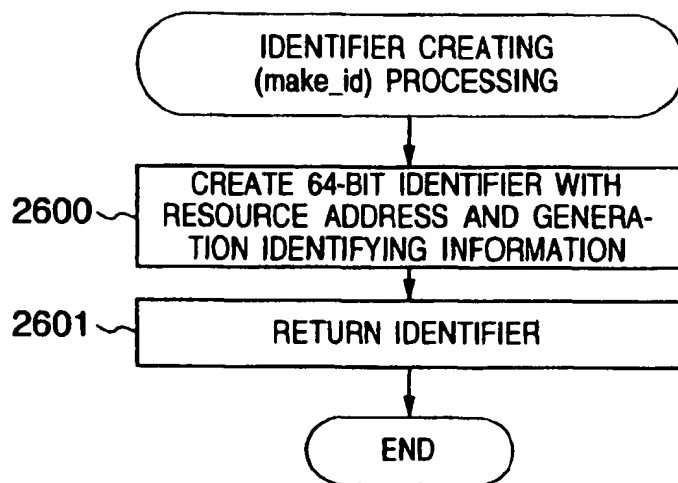 IDENTIFIER CREATING
(make_id) PROCESSING
2600
CREATE 64-BIT IDENTIFIER WITH
RESOURCE ADDRESS AND GENERA-
TION IDENTIFYING INFORMATION
2601
RETURN IDENTIFIER
END